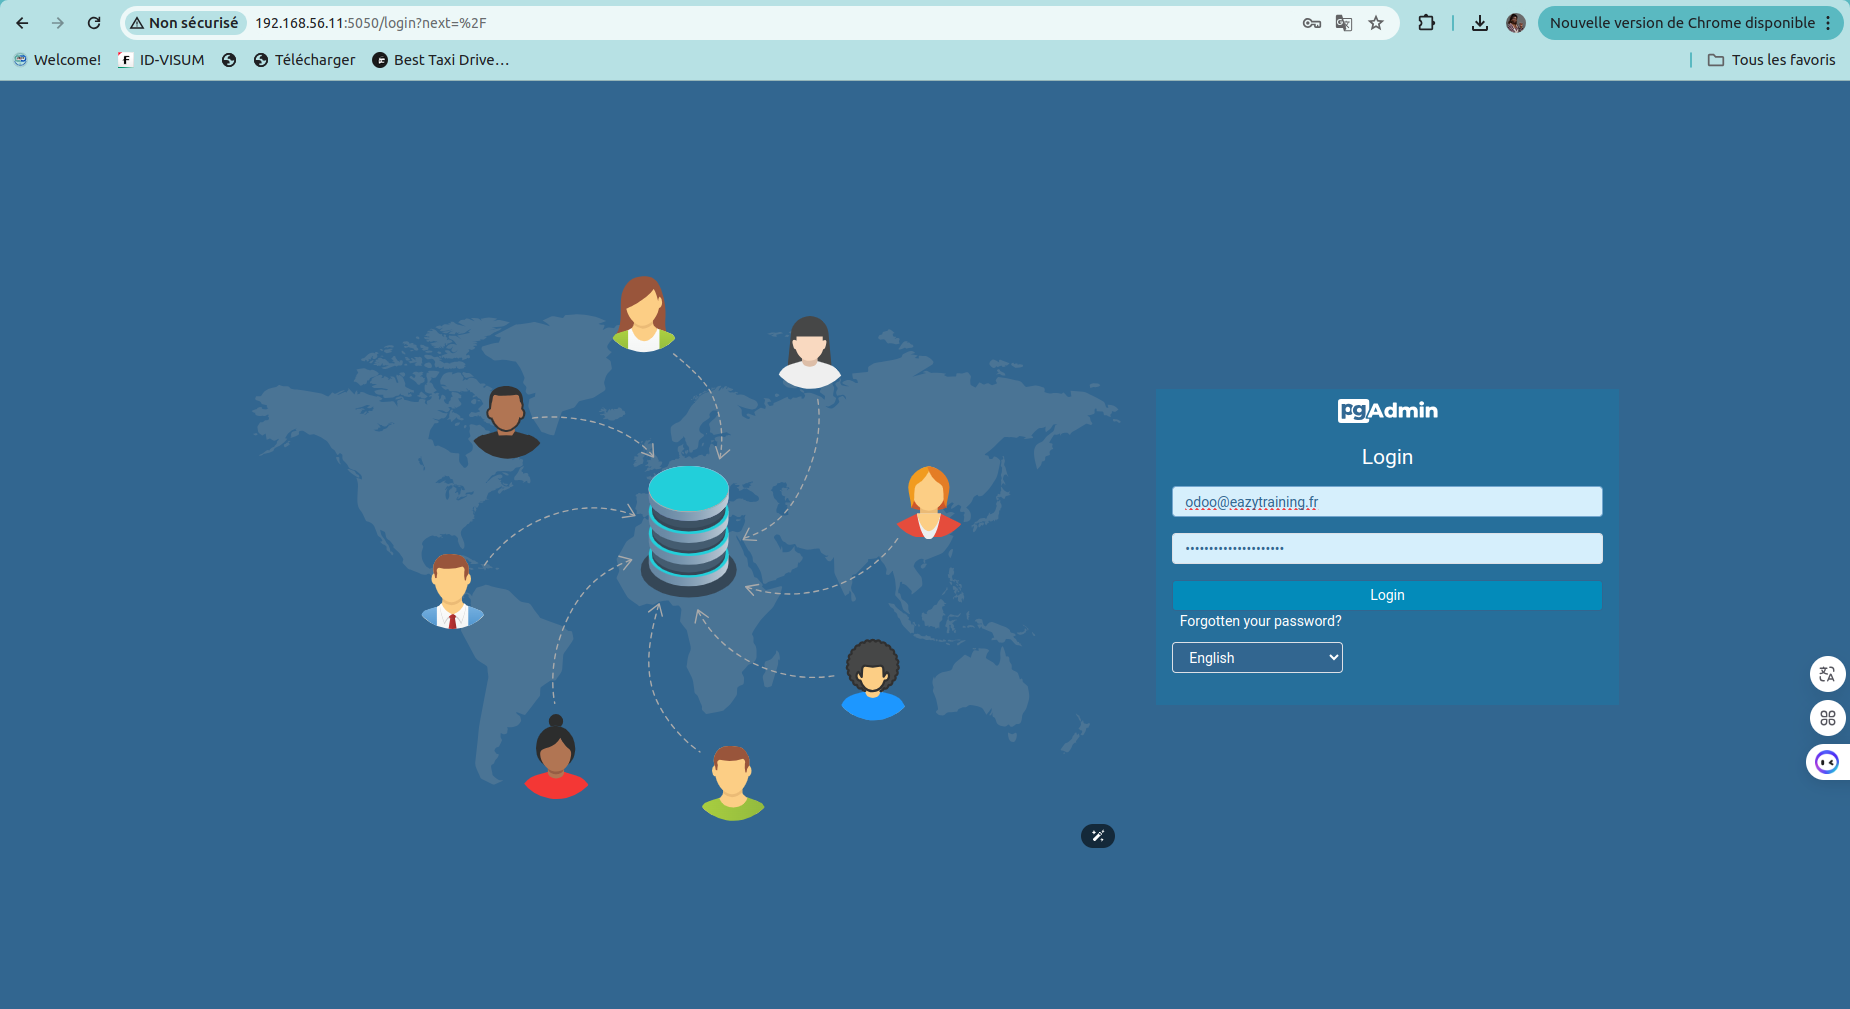 Non sécurisé 192.168.56.11:5050/login?next=%2F Nouvelle version de Chrome disponible
Welcome! ID-VISUM Télécharger Best Taxi Drive… Tous les favoris
pgAdmin
Login
odoo@eazytraining.fr
•••••••••••••••••••••
Login
Forgotten your password?
English